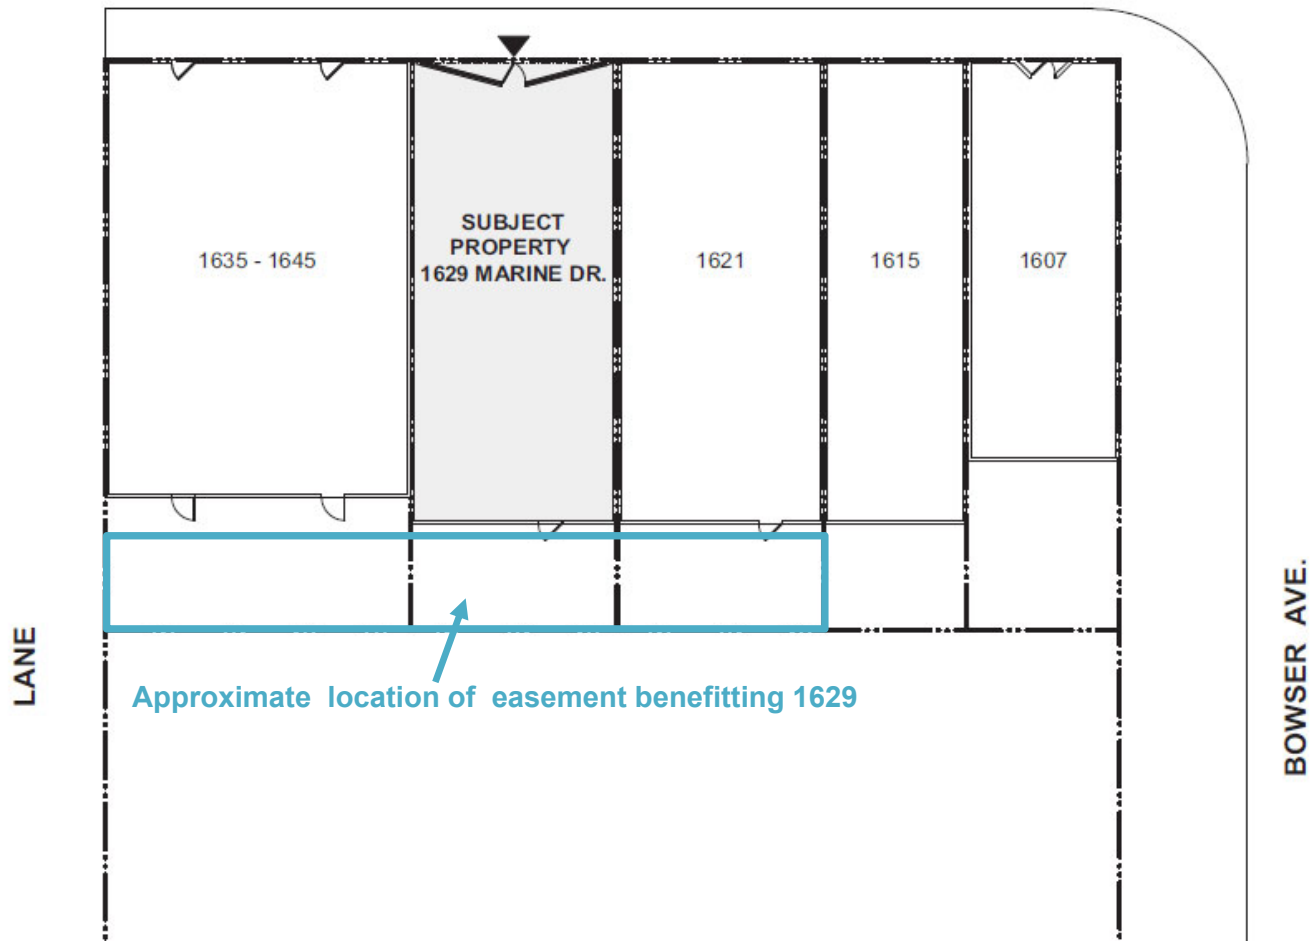 SUBJECT
PROPERTY
1629 MARINE DR.
1635 - 1645
1621
1615
1607
LANE
Approximate location of easement benefitting 1629
BOWSER AVE.